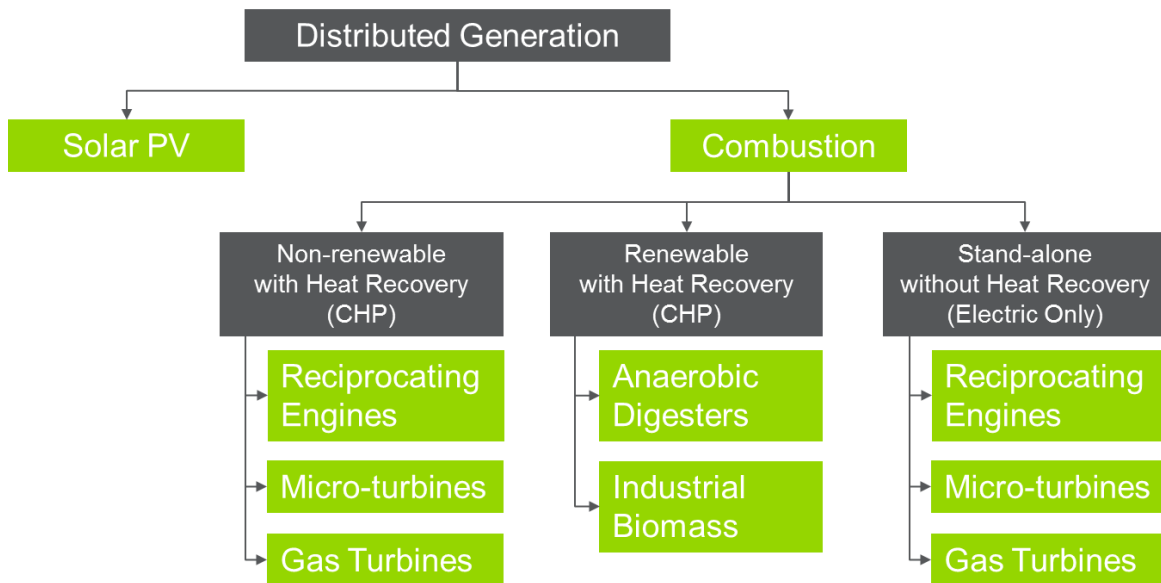 Distributed Generation
Solar PV
Combustion
Non-renewable
with Heat Recovery
(CHP)
Renewable
with Heat Recovery
(CHP)
Stand-alone
without Heat Recovery
(Electric Only)
Reciprocating
Engines
Micro-turbines
Gas Turbines
Anaerobic
Digesters
Industrial
Biomass
Reciprocating
Engines
Micro-turbines
Gas Turbines